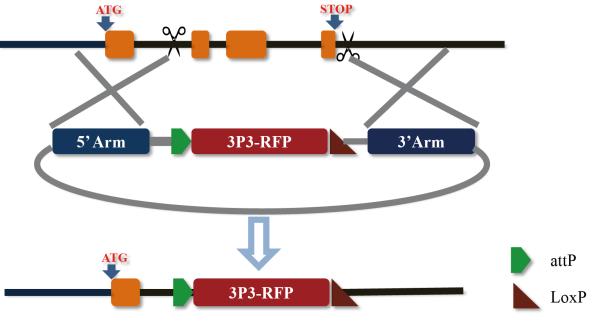 ATG
STOP
5’ Arm
3P3-RFP
3’Arm
ATG
3P3-RFP
attP
LoxP